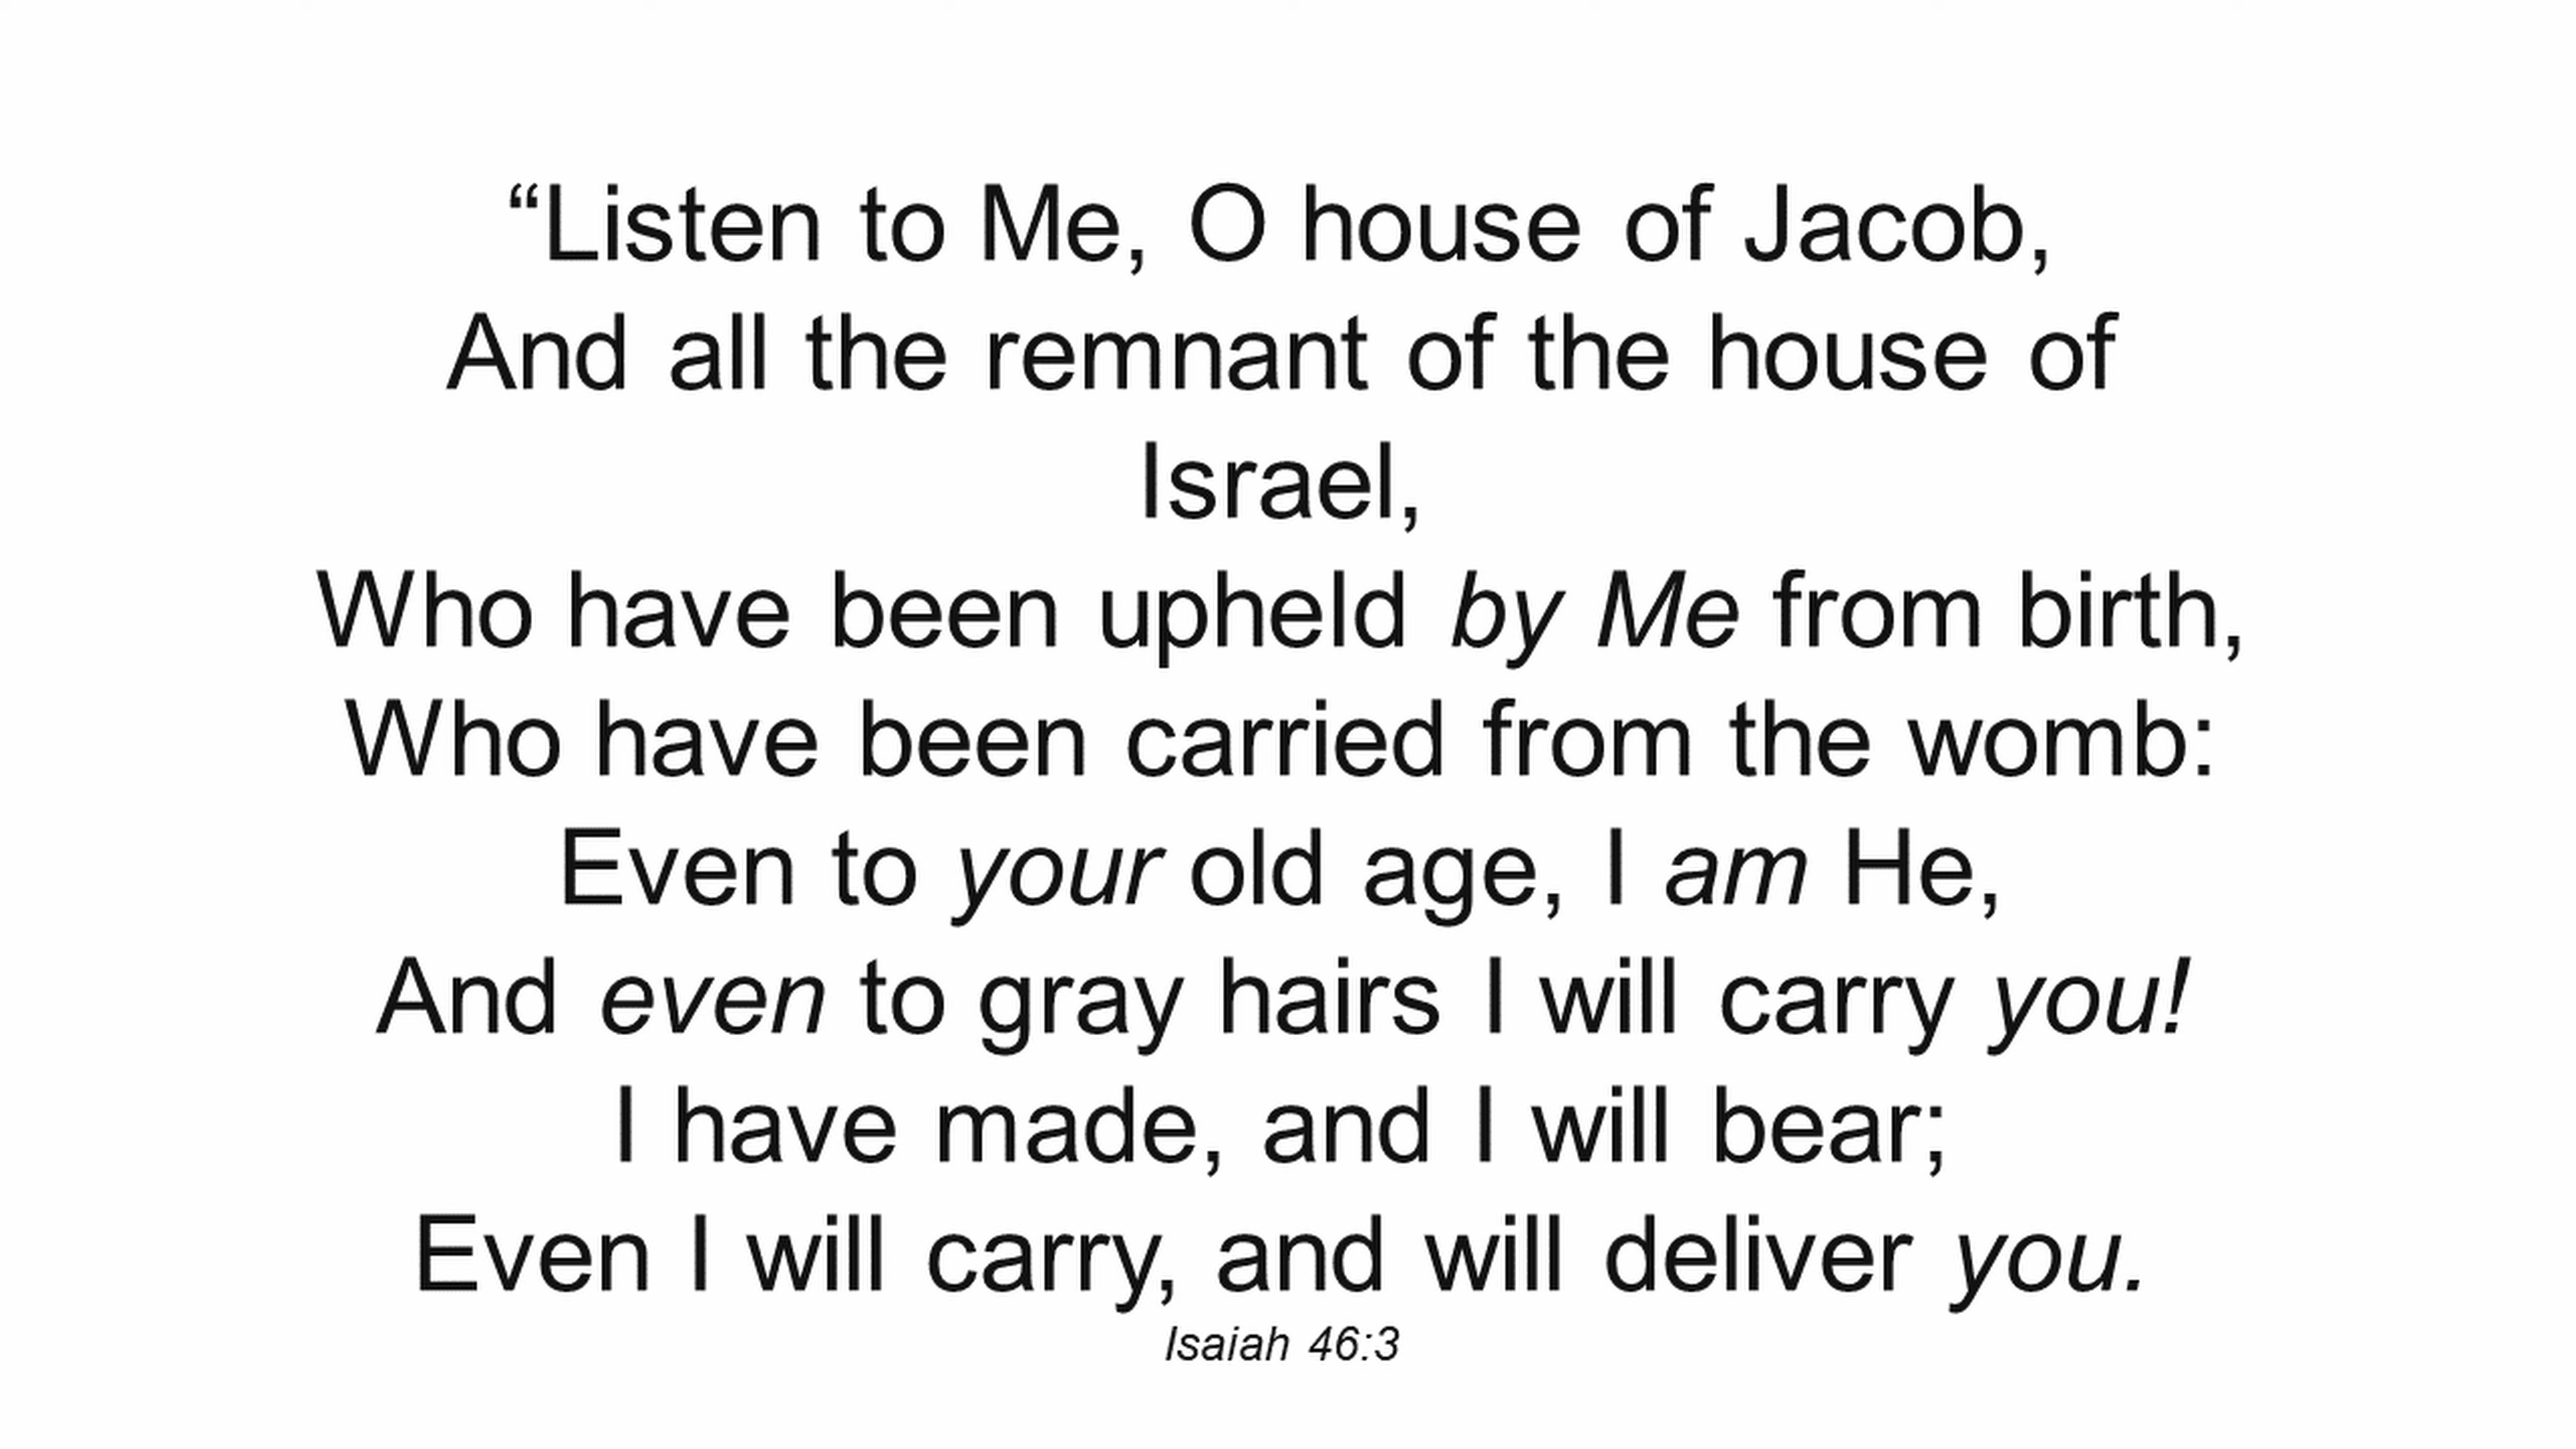 “Listen to Me, O house of Jacob,
And all the remnant of the house of
Israel,
Who have been upheld by Me from birth,
Who have been carried from the womb:
Even to your old age, I am He,
And even to gray hairs I will carry you!
I have made, and I will bear;
Even I will carry, and will deliver you.
Isaiah 46:3